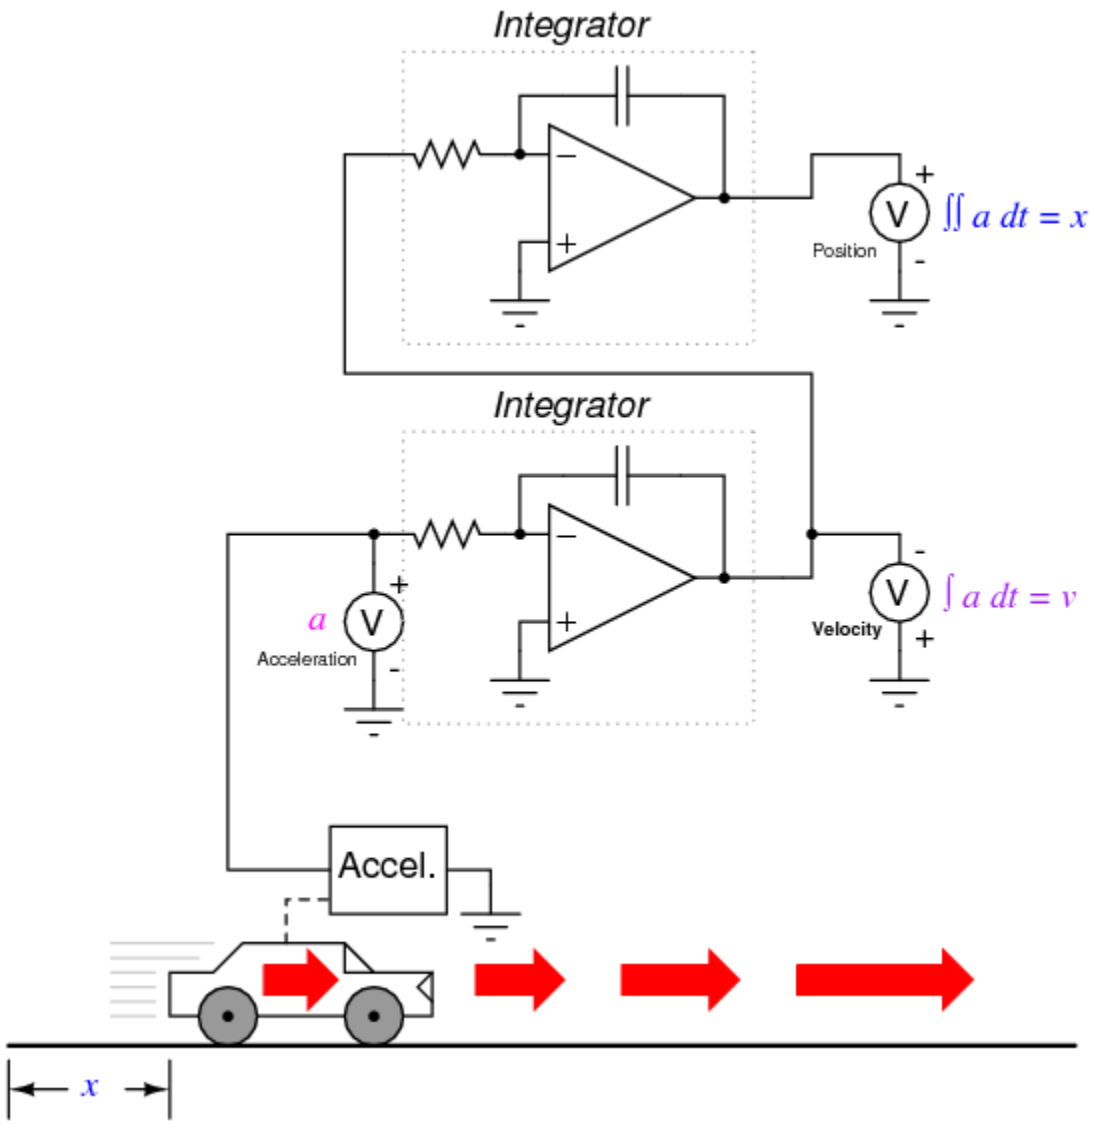 Integrator
−
+
+
V
-
Position
∫∫ a dt = x
Integrator
−
+
+
a
V
-
Acceleration
-
V
+
Velocity
∫ a dt = v
Accel.
x